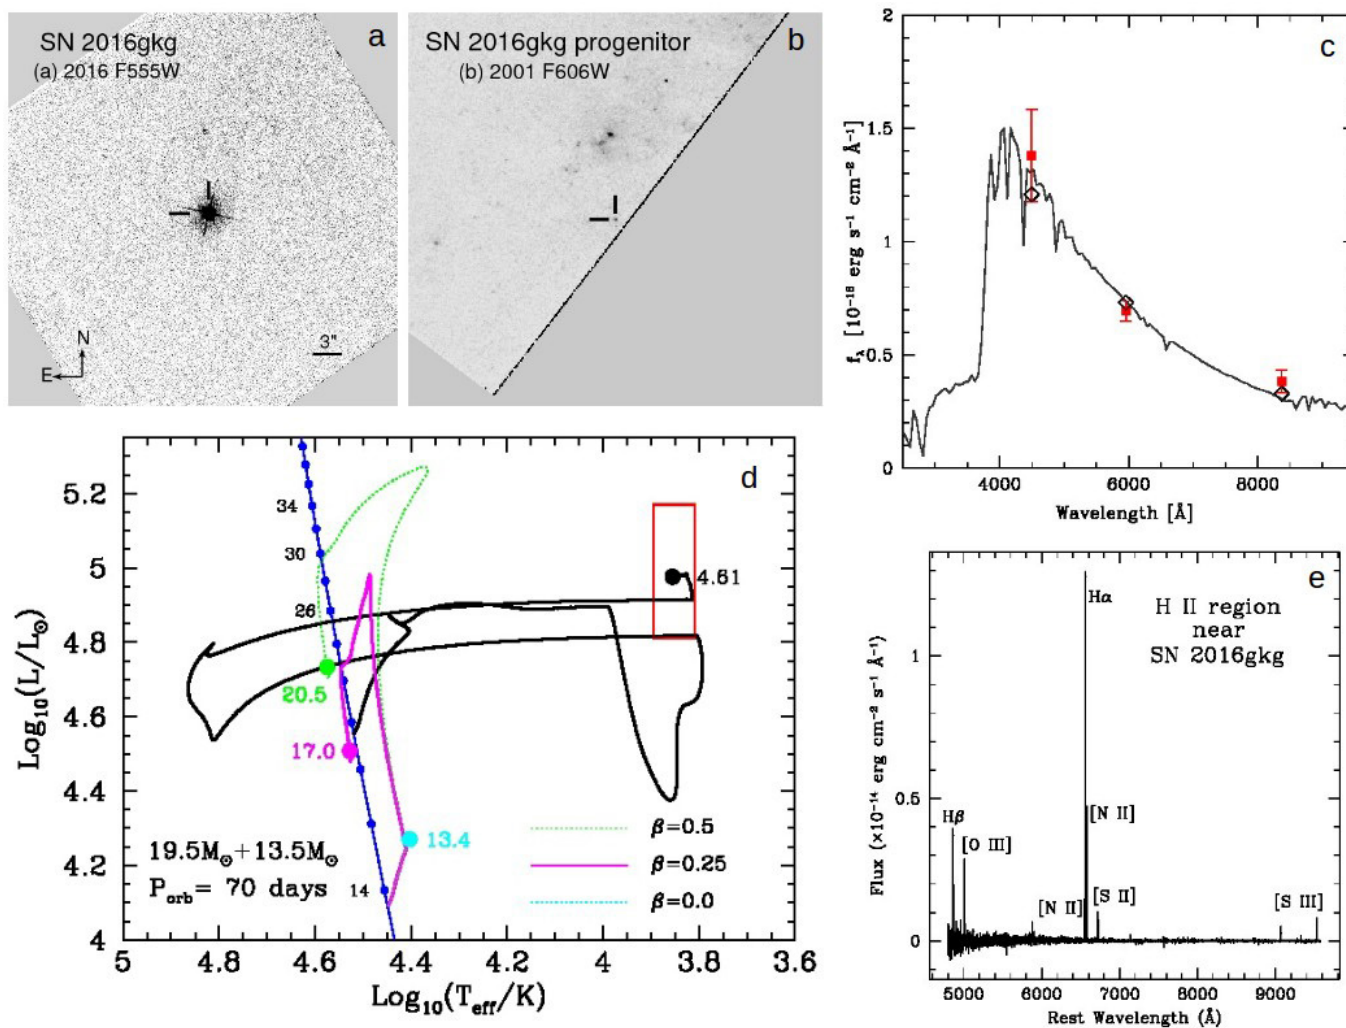 SN 2016gkg
a
(a) 2016 F555W
N
E
3"
SN 2016gkg progenitor
b
(b) 2001 F606W
c
2
1.5
1
0.5
0
f_λ [10⁻¹⁸ erg s⁻¹ cm⁻² Å⁻¹]
4000 6000 8000
Wavelength [Å]
d
5.2
5
4.8
4.6
4.4
4.2
4
Log₁₀(L/L⊙)
34
30
26
14
4.61
20.5
17.0
13.4
19.5M⊙+13.5M⊙
P_orb= 70 days
β=0.5
β=0.25
β=0.0
5 4.8 4.6 4.4 4.2 4 3.8 3.6
Log₁₀(T_eff/K)
e
1
0.5
0
Flux (×10⁻¹⁴ erg cm⁻² s⁻¹ Å⁻¹)
Hα
H II region
near
SN 2016gkg
[N II]
Hβ
[O III]
[N II]
[S II]
[S III]
5000 6000 7000 8000 9000
Rest Wavelength (Å)